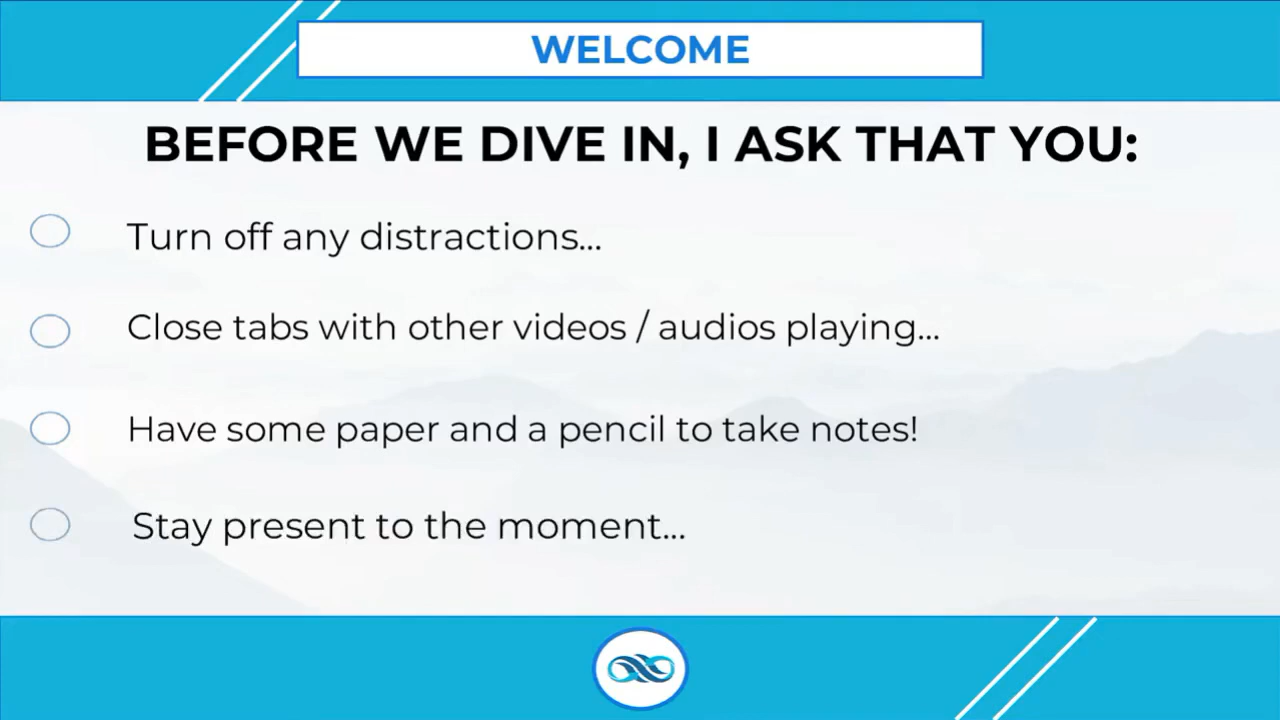 WELCOME
BEFORE WE DIVE IN, I ASK THAT YOU:
Turn off any distractions...
Close tabs with other videos / audios playing...
Have some paper and a pencil to take notes!
Stay present to the moment...